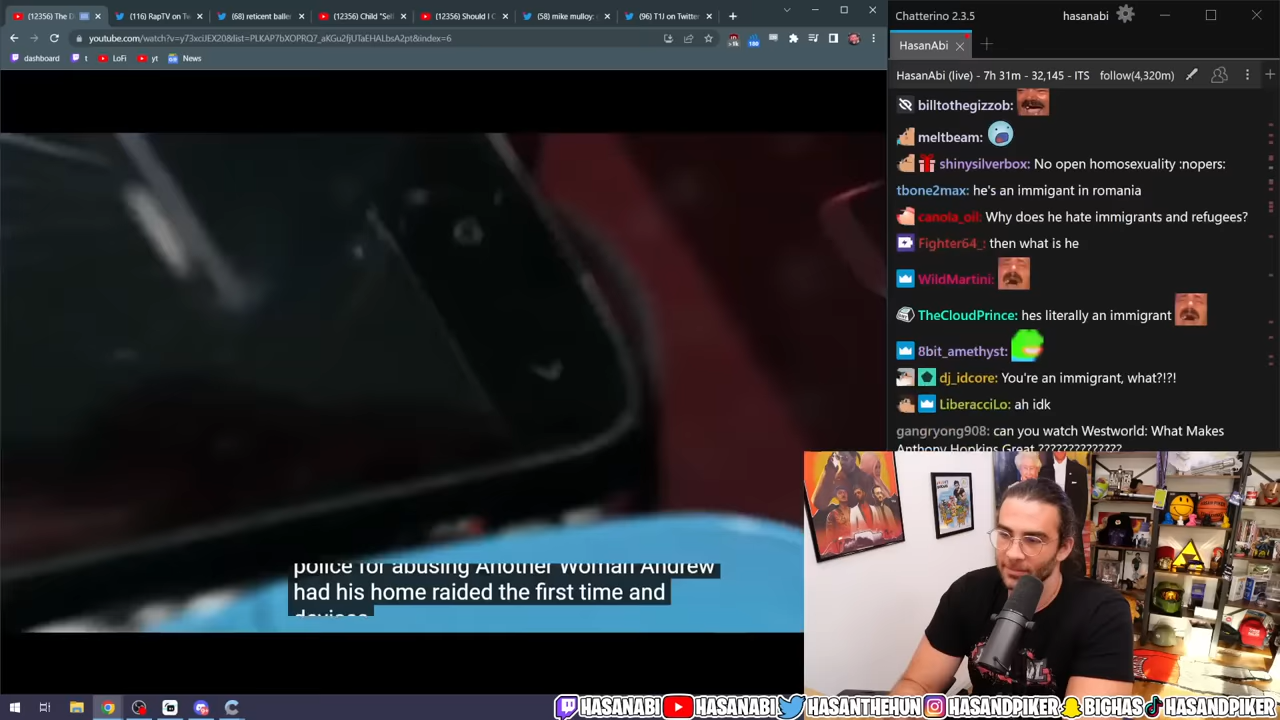 (12356) The D
(116) RapTV on Tw
(68) reticent balle
(12356) Child "Sel
(12356) Should I C
(58) mike mulloy:
(96) T1J on Twitter
youtube.com/watch?v=y73xciJEX20&list=PLKAP7bXOPRQ7_aKGu2fjUTaEHALbsA2pt&index=6
dashboard
t
LoFi
yt
News
police for abusing Another Woman Andrew
had his home raided the first time and
devices
Chatterino 2.3.5
hasanabi
HasanAbi
HasanAbi (live) - 7h 31m - 32,145 - ITS
follow(4,320m)
billtothegizzob:
meltbeam:
shinysilverbox: No open homosexuality :nopers:
tbone2max: he's an immigant in romania
canola_oil: Why does he hate immigrants and refugees?
Fighter64_: then what is he
WildMartini:
TheCloudPrince: hes literally an immigrant
8bit_amethyst:
dj_idcore: You're an immigrant, what?!?!
LiberacciLo: ah idk
gangryong908: can you watch Westworld: What Makes
Anthony Hopkins Great ??????????????
HASANABI
HASANABI
HASANTHEHUN
HASANDPIKER
BIGHAS
HASANDPIKER